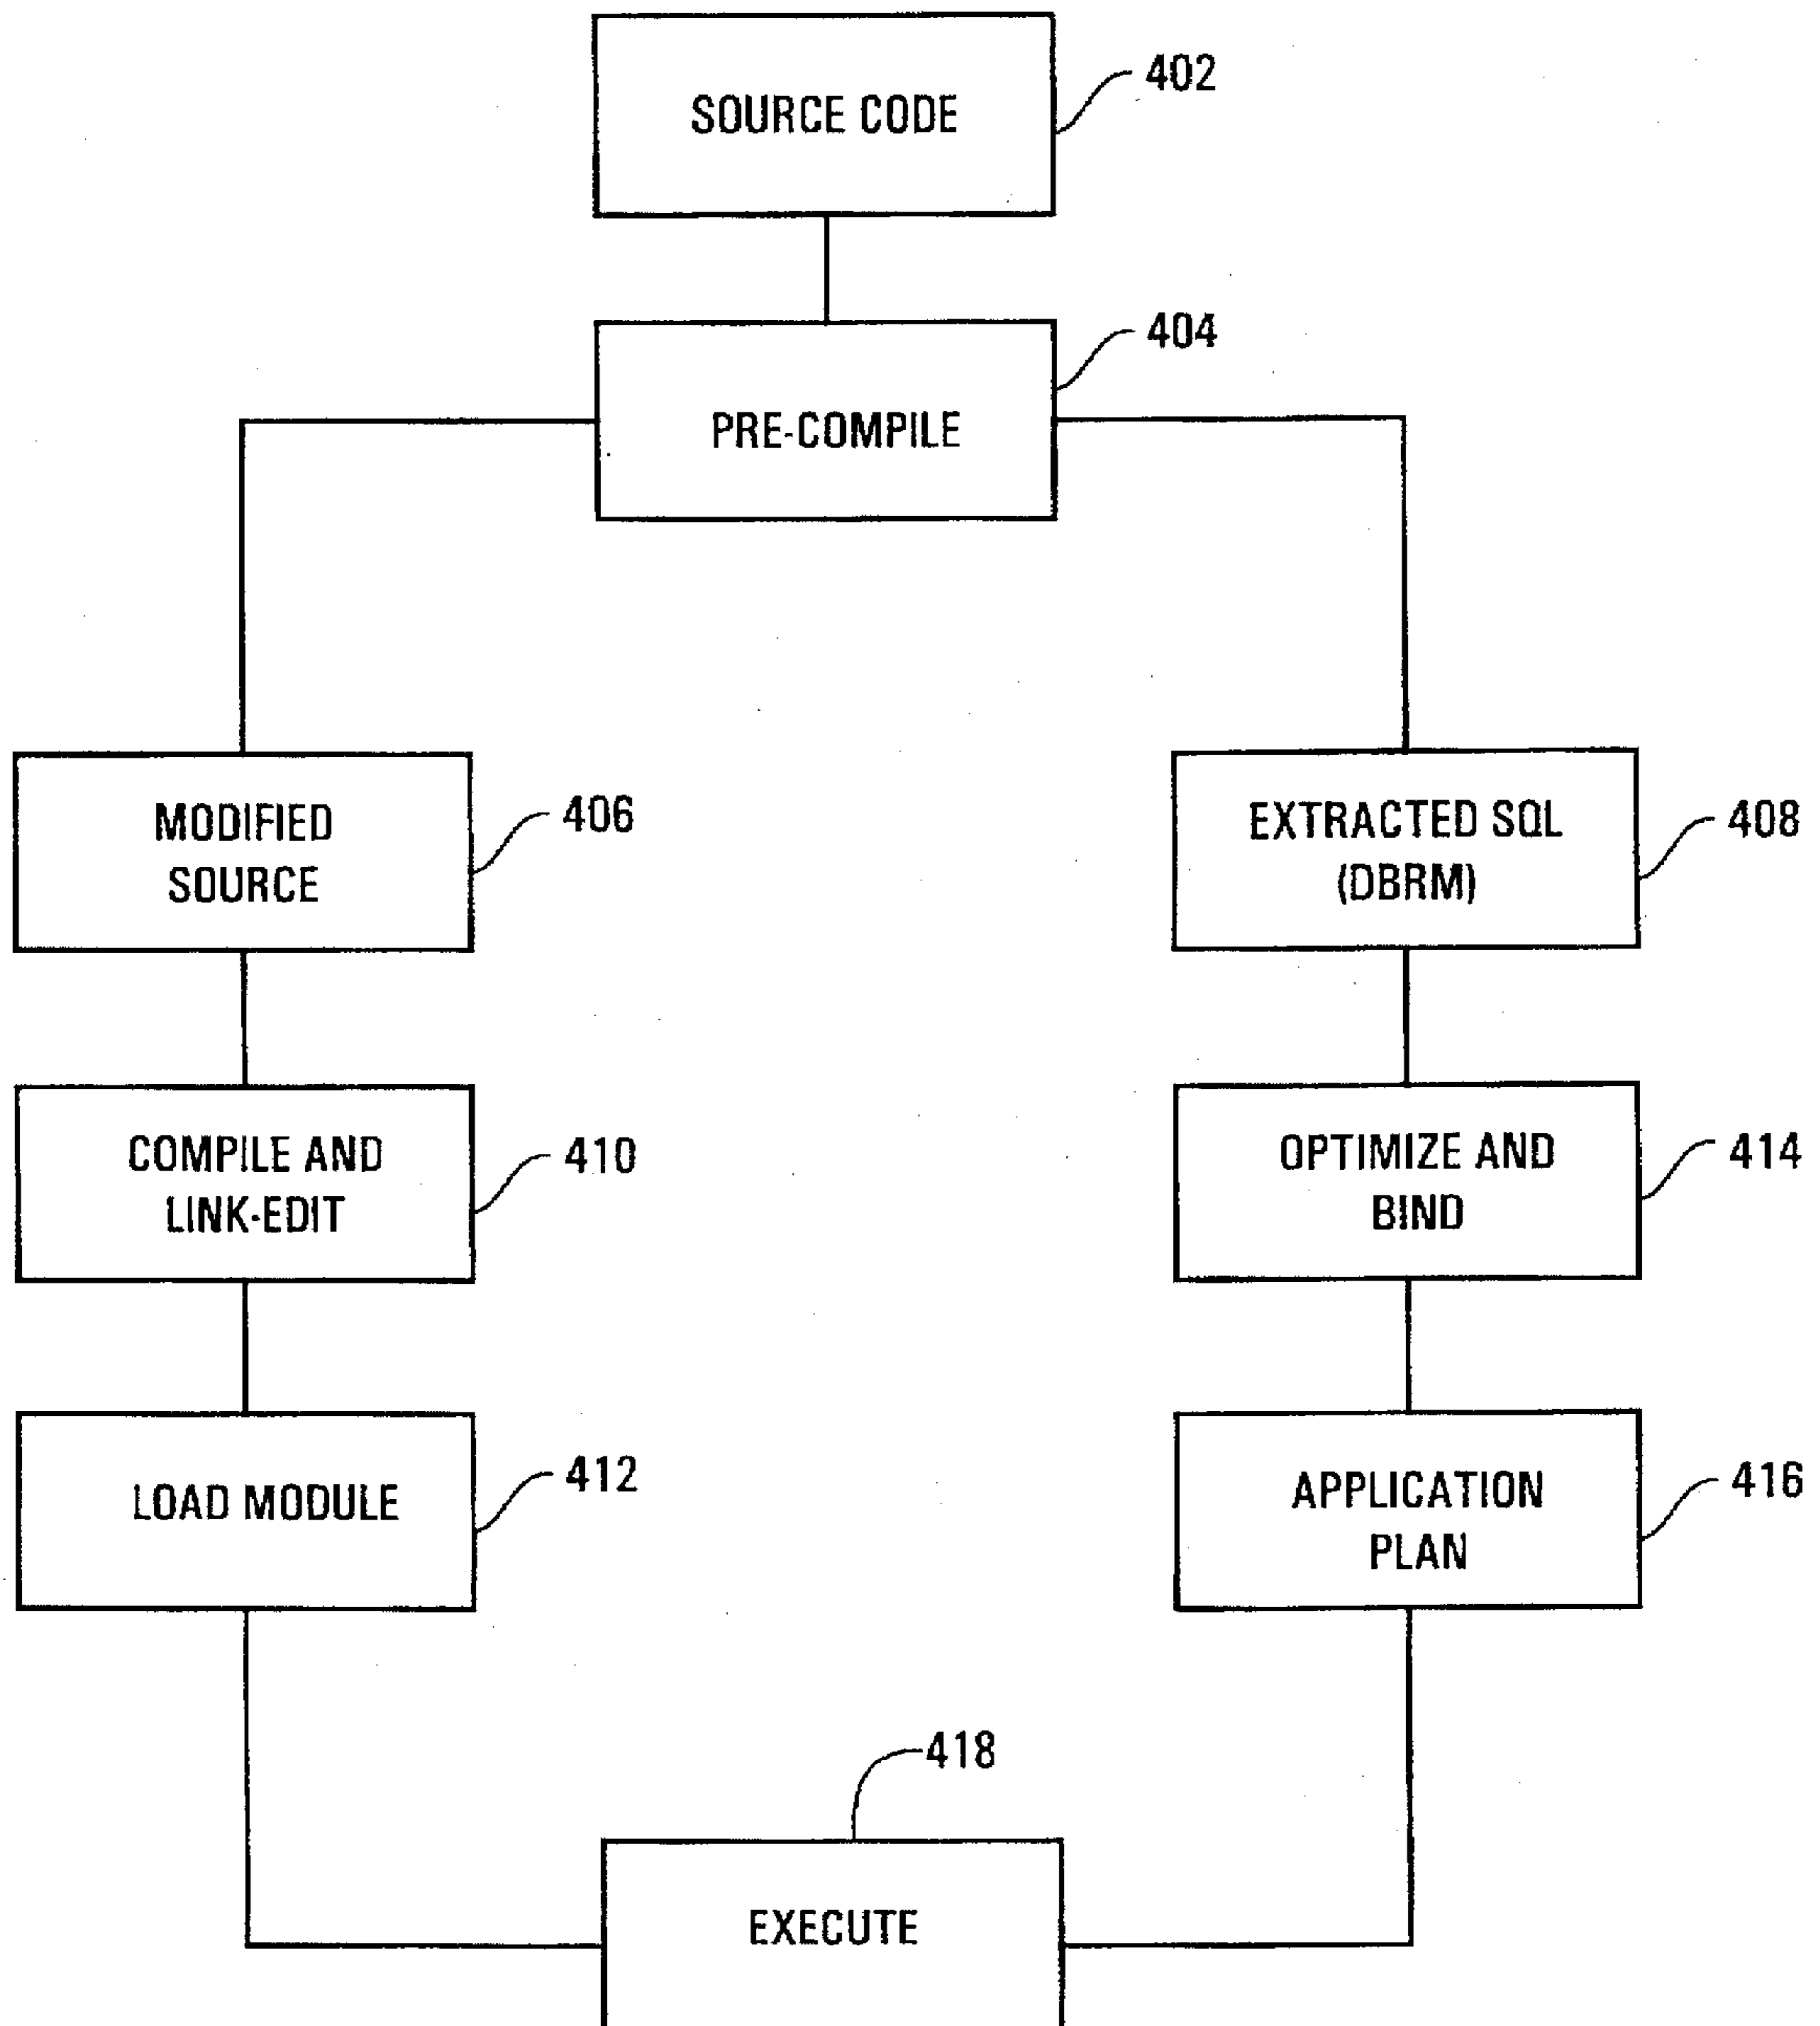 SOURCE CODE
402
PRE-COMPILE
404
MODIFIED
SOURCE
406
EXTRACTED SQL
(DBRM)
408
COMPILE AND
LINK-EDIT
410
OPTIMIZE AND
BIND
414
LOAD MODULE
412
APPLICATION
PLAN
416
418
EXECUTE